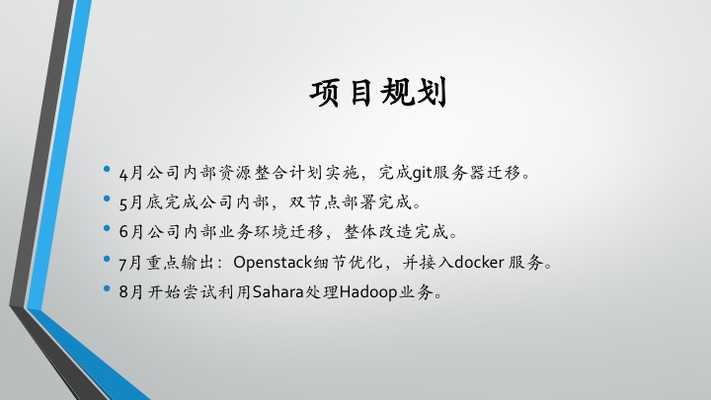 项目规划
• 4月公司内部资源整合计划实施，完成git服务器迁移。
• 5月底完成公司内部，双节点部署完成。
• 6月公司内部业务环境迁移，整体改造完成。
• 7月重点输出：Openstack细节优化，并接入docker 服务。
• 8月开始尝试利用Sahara处理Hadoop业务。